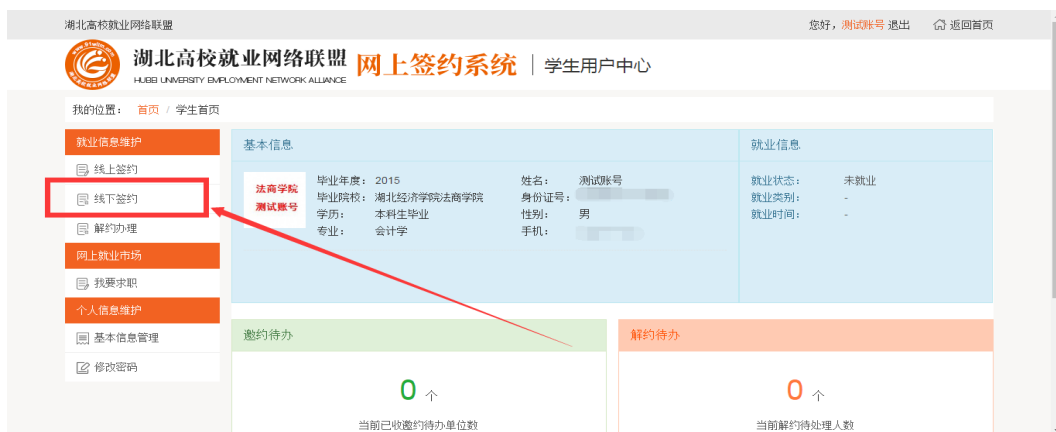 湖北高校就业网络联盟
您好，测试账号 退出 返回首页
www.91wllm.com
湖北高校就业网络联盟
HUBEI UNIVERSITY EMPLOYMENT NETWORK ALLIANCE
网上签约系统
学生用户中心
我的位置： 首页 / 学生首页
就业信息维护
线上签约
线下签约
解约办理
网上就业市场
我要求职
个人信息维护
基本信息管理
修改密码
基本信息
法商学院
测试账号
毕业年度： 2015
毕业院校： 湖北经济学院法商学院
学历： 本科生毕业
专业： 会计学
姓名： 测试账号
身份证号：
性别： 男
手机：
就业信息
就业状态： 未就业
就业类别： -
就业时间： -
邀约待办
0 个
当前已收邀约待办单位数
解约待办
0 个
当前解约待处理人数